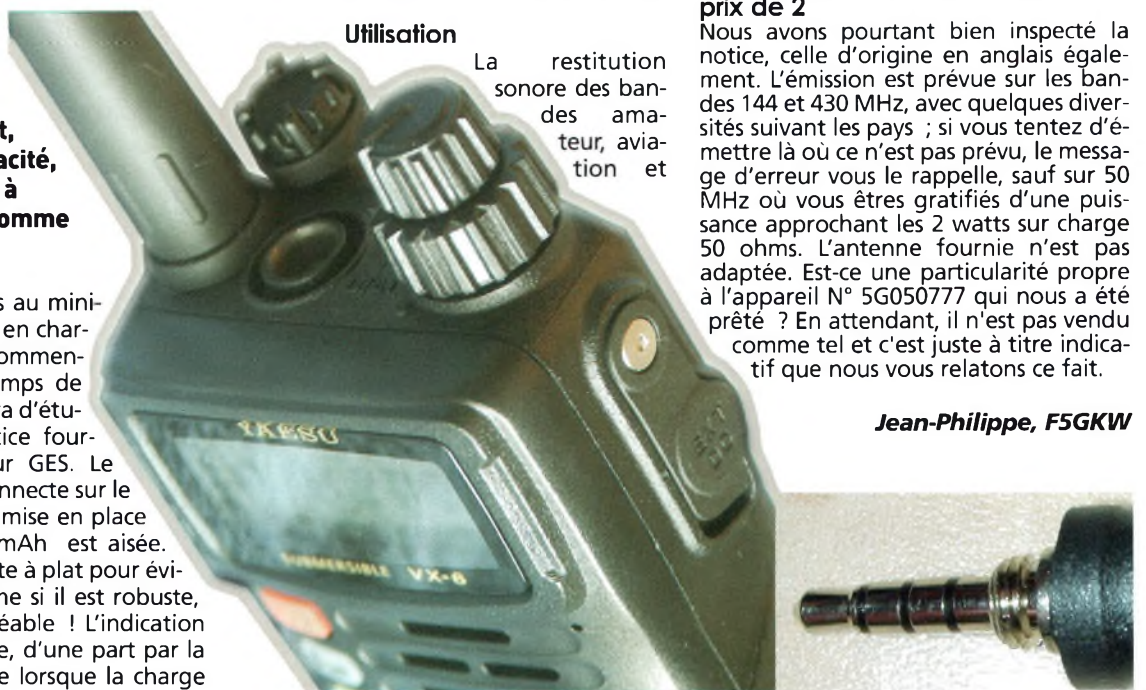 t,
acité,
à
omme
s au mini-
en char-
ommen-
mps de
a d'étu-
tice four-
ur GES. Le
nnecte sur le
mise en place
mAh est aisée.
te à plat pour évi-
ne si il est robuste,
éable ! L'indication
e, d'une part par la
e lorsque la charge
Utilisation
La restitution
sonore des ban-
des ama-
teur, avia-
tion et
prix de 2
Nous avons pourtant bien inspecté la
notice, celle d'origine en anglais égale-
ment. L'émission est prévue sur les ban-
des 144 et 430 MHz, avec quelques diver-
sités suivant les pays ; si vous tentez d'é-
mettre là où ce n'est pas prévu, le messa-
ge d'erreur vous le rappelle, sauf sur 50
MHz où vous êtres gratifiés d'une puis-
sance approchant les 2 watts sur charge
50 ohms. L'antenne fournie n'est pas
adaptée. Est-ce une particularité propre
à l'appareil N° 5G050777 qui nous a été
prêté ? En attendant, il n'est pas vendu
comme tel et c'est juste à titre indica-
tif que nous vous relatons ce fait.
Jean-Philippe, F5GKW
YAESU
SUBMERSIBLE VX-6